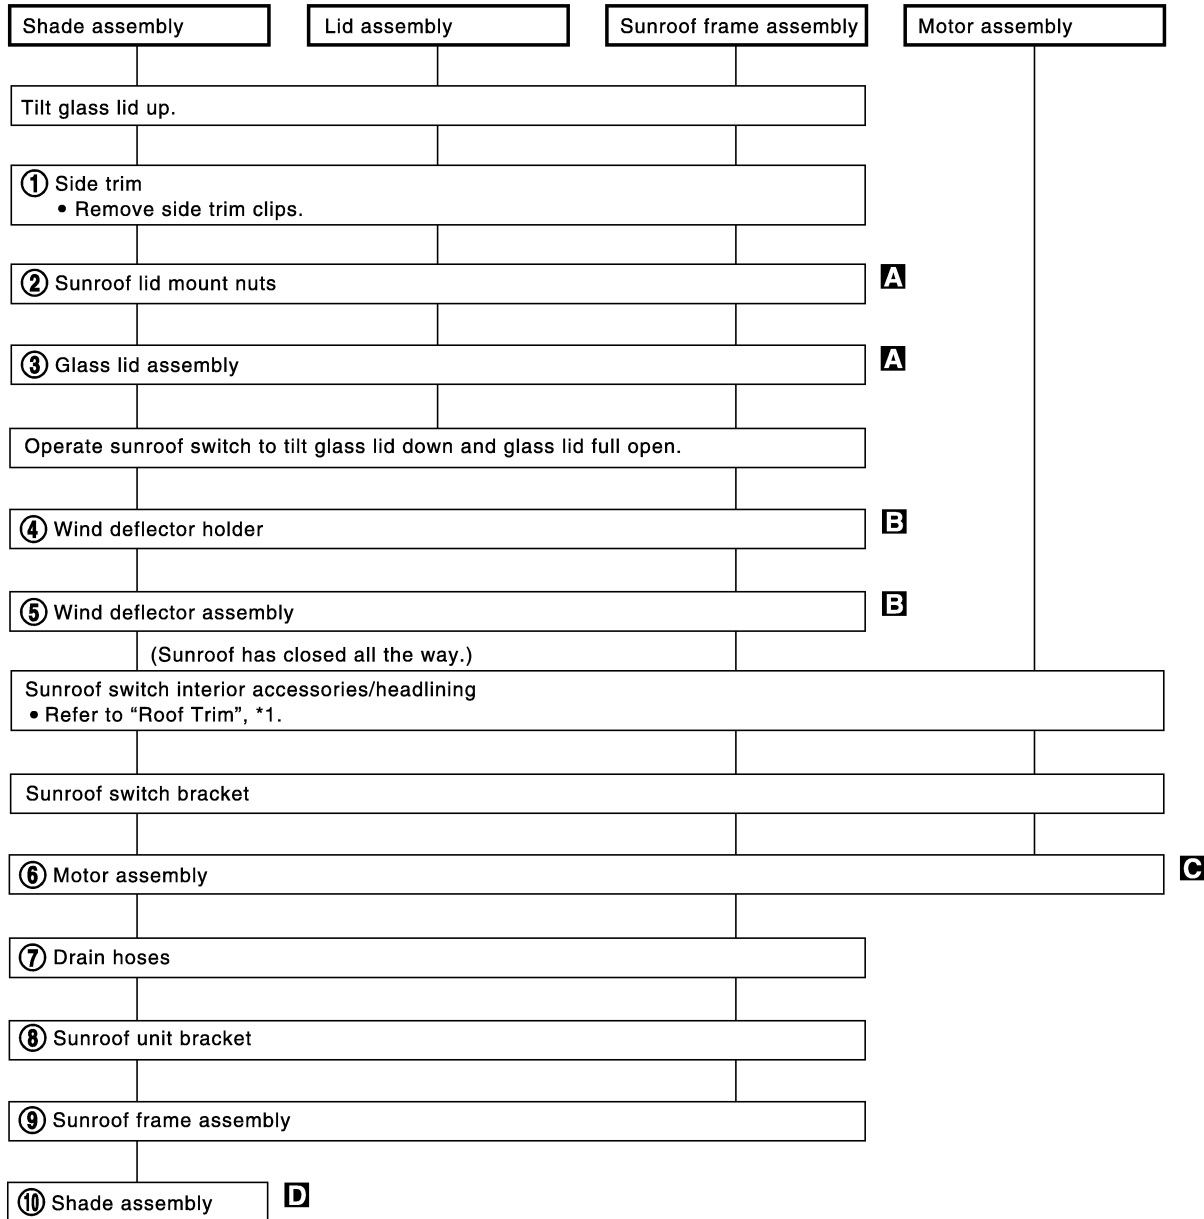 Shade assembly
Lid assembly
Sunroof frame assembly
Motor assembly
Tilt glass lid up.
① Side trim
• Remove side trim clips.
② Sunroof lid mount nuts
A
③ Glass lid assembly
A
Operate sunroof switch to tilt glass lid down and glass lid full open.
④ Wind deflector holder
B
⑤ Wind deflector assembly
B
(Sunroof has closed all the way.)
Sunroof switch interior accessories/headlining
• Refer to “Roof Trim”, *1.
Sunroof switch bracket
⑥ Motor assembly
C
⑦ Drain hoses
⑧ Sunroof unit bracket
⑨ Sunroof frame assembly
⑩ Shade assembly
D